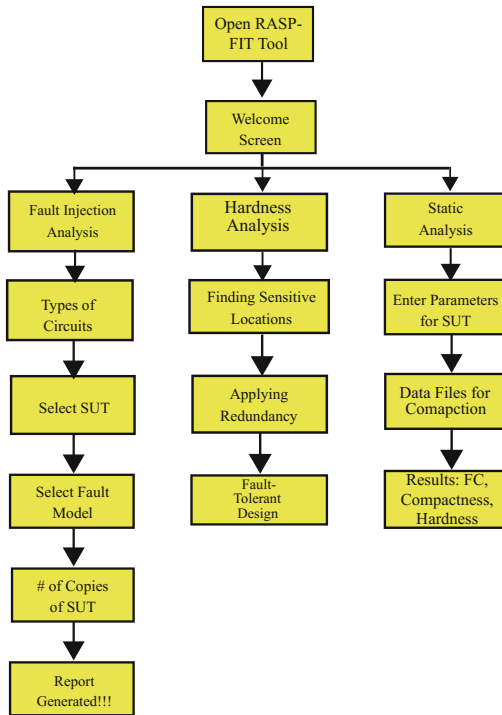 Open RASP-
FIT Tool
Welcome
Screen
Fault Injection
Analysis
Types of
Circuits
Select SUT
Select Fault
Model
# of Copies
of SUT
Report
Generated!!!
Hardness
Analysis
Finding Sensitive
Locations
Applying
Redundancy
Fault-
Tolerant
Design
Static
Analysis
Enter Parameters
for SUT
Data Files for
Comapction
Results: FC,
Compactness,
Hardness